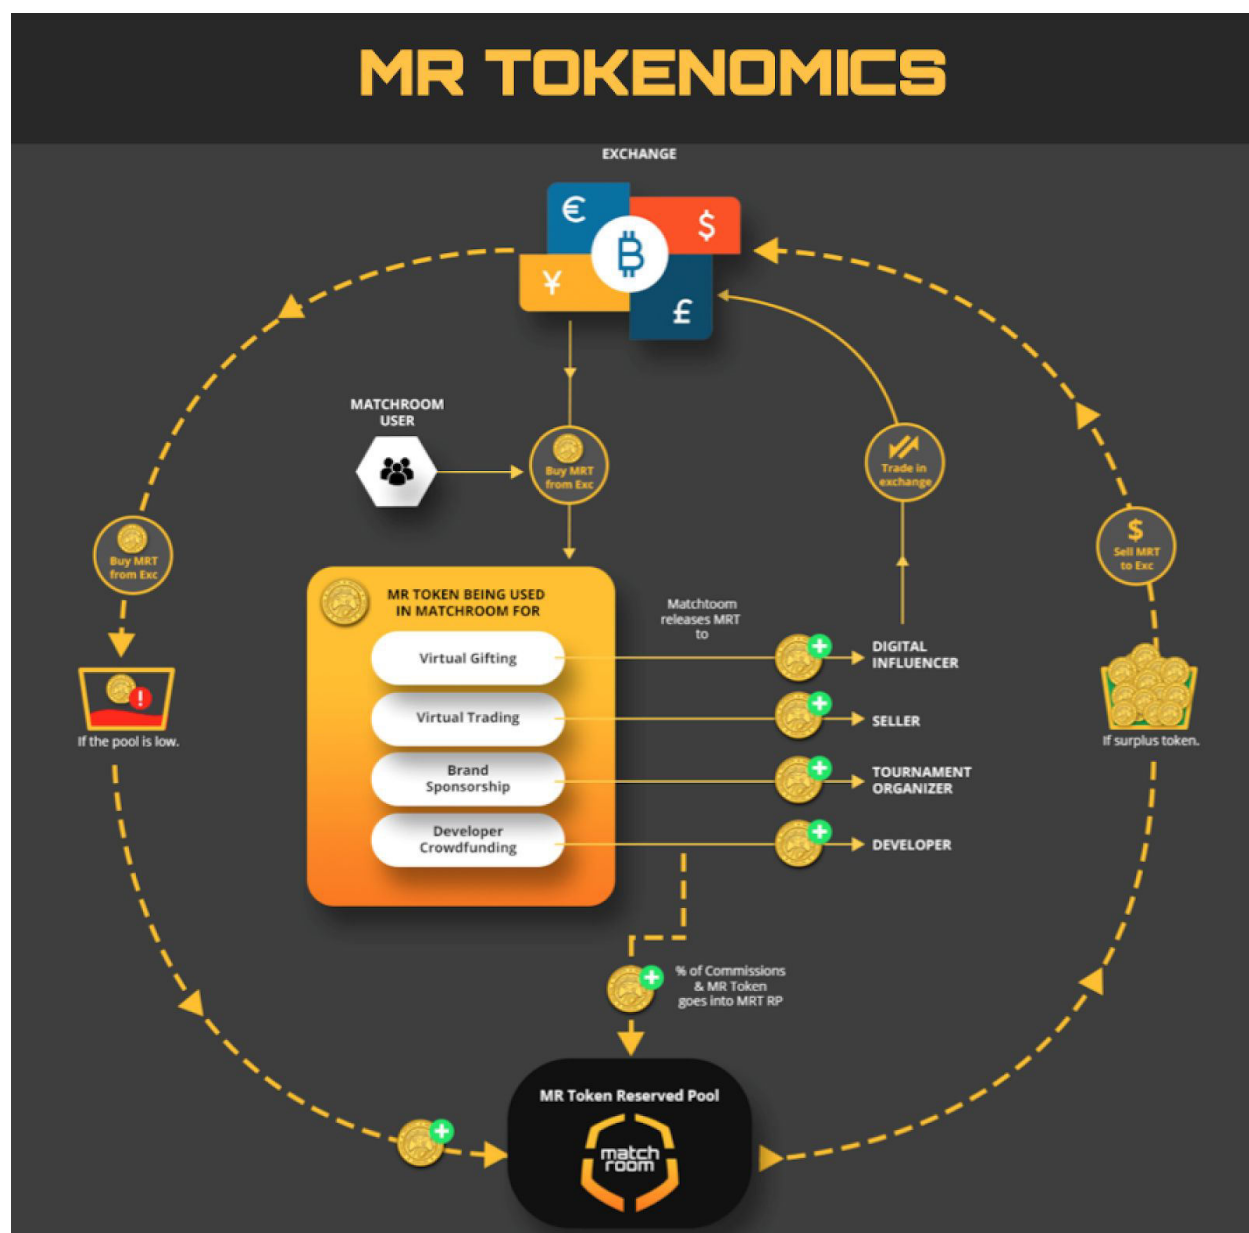 MR TOKENOMICS
EXCHANGE
€
$
B
¥
£
MATCHROOM
USER
Buy MRT
from Exc
Trade in
exchange
Buy MRT
from Exc
$
Sell MRT
to Exc
MR TOKEN BEING USED
IN MATCHROOM FOR
Virtual Gifting
Virtual Trading
Brand
Sponsorship
Developer
Crowdfunding
Matchtoom
releases MRT
to
DIGITAL
INFLUENCER
SELLER
TOURNAMENT
ORGANIZER
DEVELOPER
!
If the pool is low.
If surplus token.
% of Commissions
& MR Token
goes into MRT RP
MR Token Reserved Pool
match
room